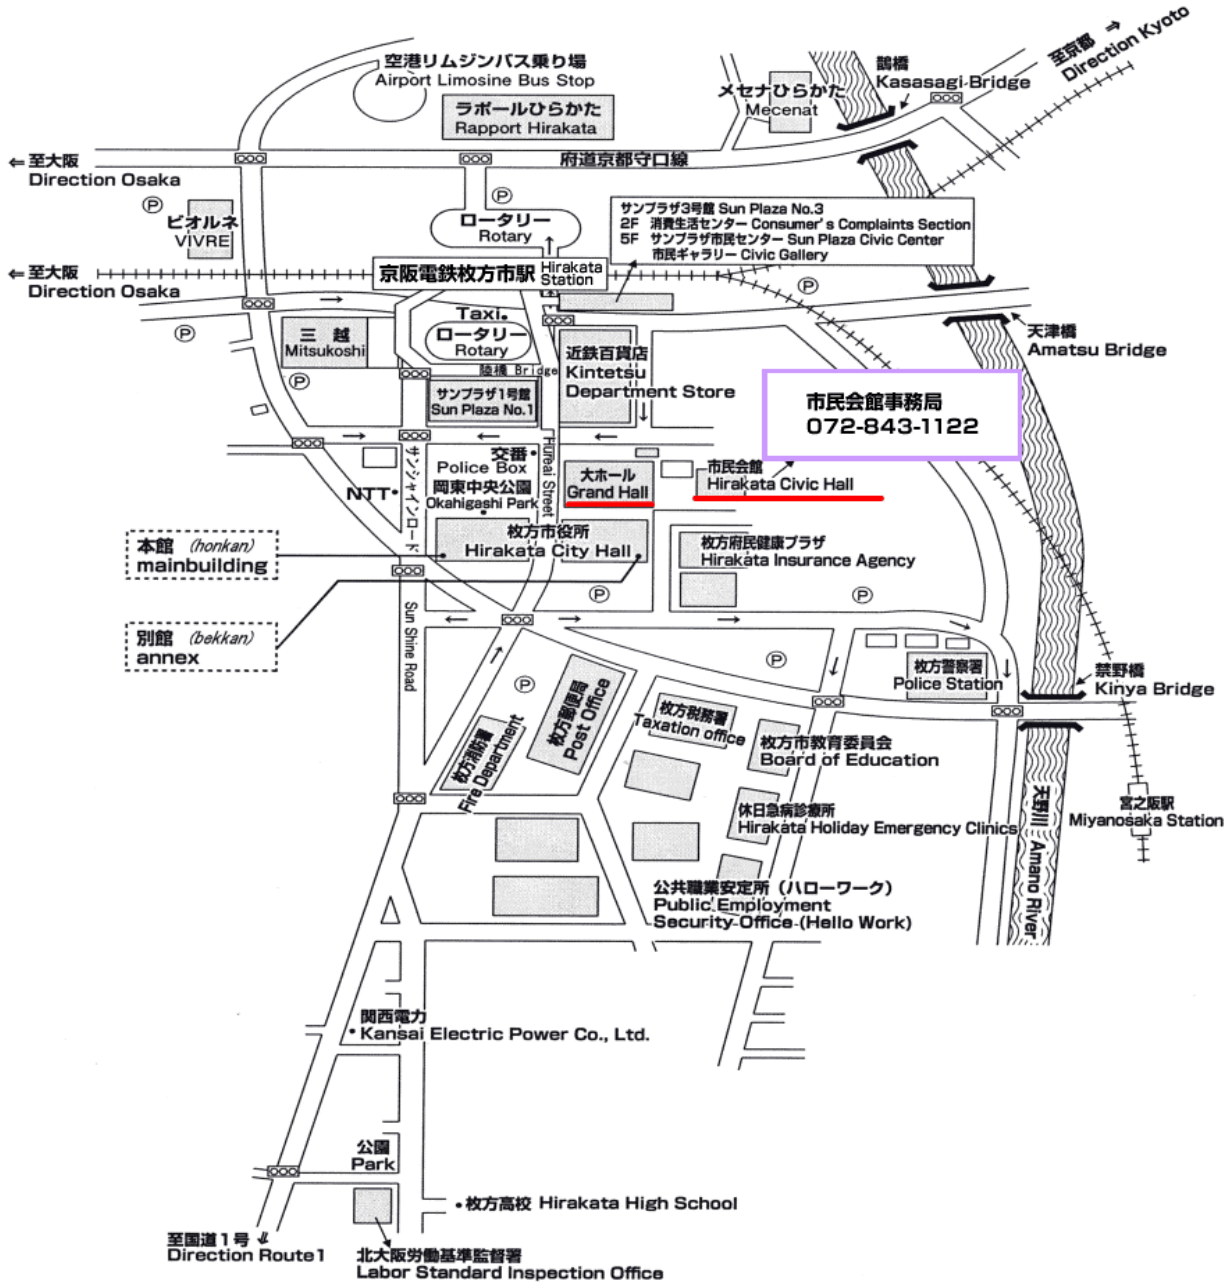 至京都 ⇒
Direction Kyoto
空港リムジンバス乗り場
Airport Limosine Bus Stop
ラポールひらかた
Rapport Hirakata
メセナひらかた
Mecenat
鵲橋
Kasasagi Bridge
⇐ 至大阪
Direction Osaka
府道京都守口線
Ⓟ
ビオルネ
VIVRE
Ⓟ
ロータリー
Rotary
サンプラザ3号館 Sun Plaza No.3
2F 消費生活センター Consumer's Complaints Section
5F サンプラザ市民センター Sun Plaza Civic Center
市民ギャラリー Civic Gallery
⇐ 至大阪
Direction Osaka
京阪電鉄枚方市駅 Hirakata
Station
Ⓟ
Ⓟ
三越
Mitsukoshi
Taxi
ロータリー
Rotary
陸橋 Bridge
近鉄百貨店
Kintetsu
Department Store
天津橋
Amatsu Bridge
Ⓟ
サンプラザ1号館
Sun Plaza No.1
市民会館事務局
072-843-1122
交番
Police Box
Hureai Street
サンシャインロード
NTT
岡東中央公園
Okahigashi Park
大ホール
Grand Hall
市民会館
Hirakata Civic Hall
本館 (honkan)
mainbuilding
枚方市役所
Hirakata City Hall
枚方府民健康プラザ
Hirakata Insurance Agency
Ⓟ
Ⓟ
別館 (bekkan)
annex
Sun Shine Road
Ⓟ
Ⓟ
枚方郵便局
Post Office
枚方消防署
Fire Department
枚方税務署
Taxation office
枚方警察署
Police Station
禁野橋
Kinya Bridge
枚方市教育委員会
Board of Education
休日急病診療所
Hirakata Holiday Emergency Clinics
宮之阪駅
Miyanosaka Station
天野川 Amano River
公共職業安定所（ハローワーク）
Public Employment
Security Office (Hello Work)
関西電力
Kansai Electric Power Co., Ltd.
公園
Park
枚方高校 Hirakata High School
至国道1号 ⇓
Direction Route1
北大阪労働基準監督署
Labor Standard Inspection Office